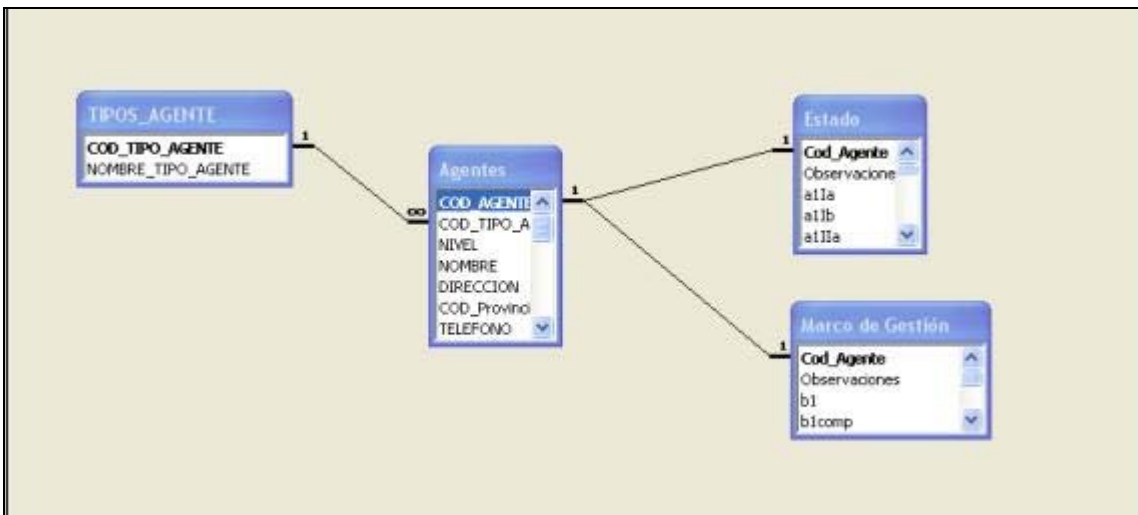 TIPOS_AGENTE
COD_TIPO_AGENTE
NOMBRE_TIPO_AGENTE
1
∞
Agentes
COD_AGENTE
COD_TIPO_A
NIVEL
NOMBRE
DIRECCION
COD_Provinci
TELEFONO
1
1
Estado
Cod_Agente
Observacione
a1Ia
a1Ib
a1IIa
1
Marco de Gestión
Cod_Agente
Observaciones
b1
b1comp